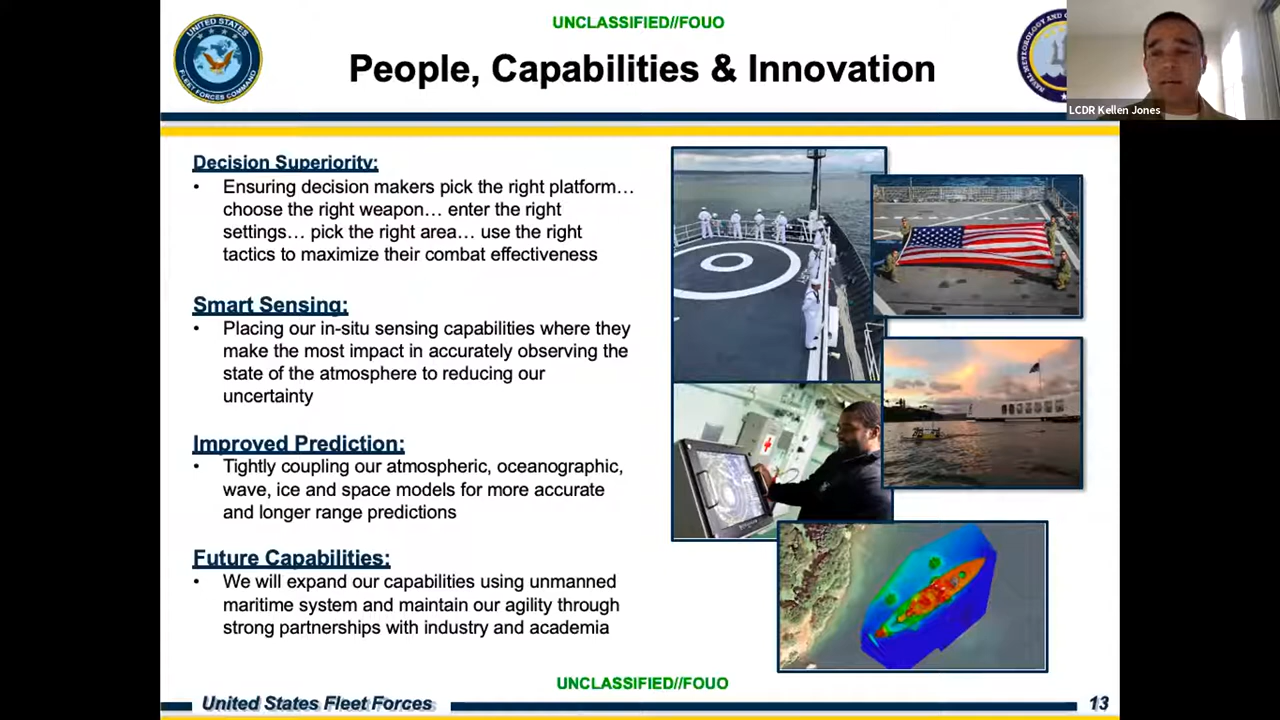 UNCLASSIFIED//FOUO
UNITED STATES
FLEET FORCES COMMAND
People, Capabilities & Innovation
LCDR Kellen Jones
Decision Superiority:
• Ensuring decision makers pick the right platform…
choose the right weapon… enter the right
settings… pick the right area… use the right
tactics to maximize their combat effectiveness
Smart Sensing:
• Placing our in-situ sensing capabilities where they
make the most impact in accurately observing the
state of the atmosphere to reducing our
uncertainty
Improved Prediction:
• Tightly coupling our atmospheric, oceanographic,
wave, ice and space models for more accurate
and longer range predictions
Future Capabilities:
• We will expand our capabilities using unmanned
maritime system and maintain our agility through
strong partnerships with industry and academia
UNCLASSIFIED//FOUO
United States Fleet Forces
13